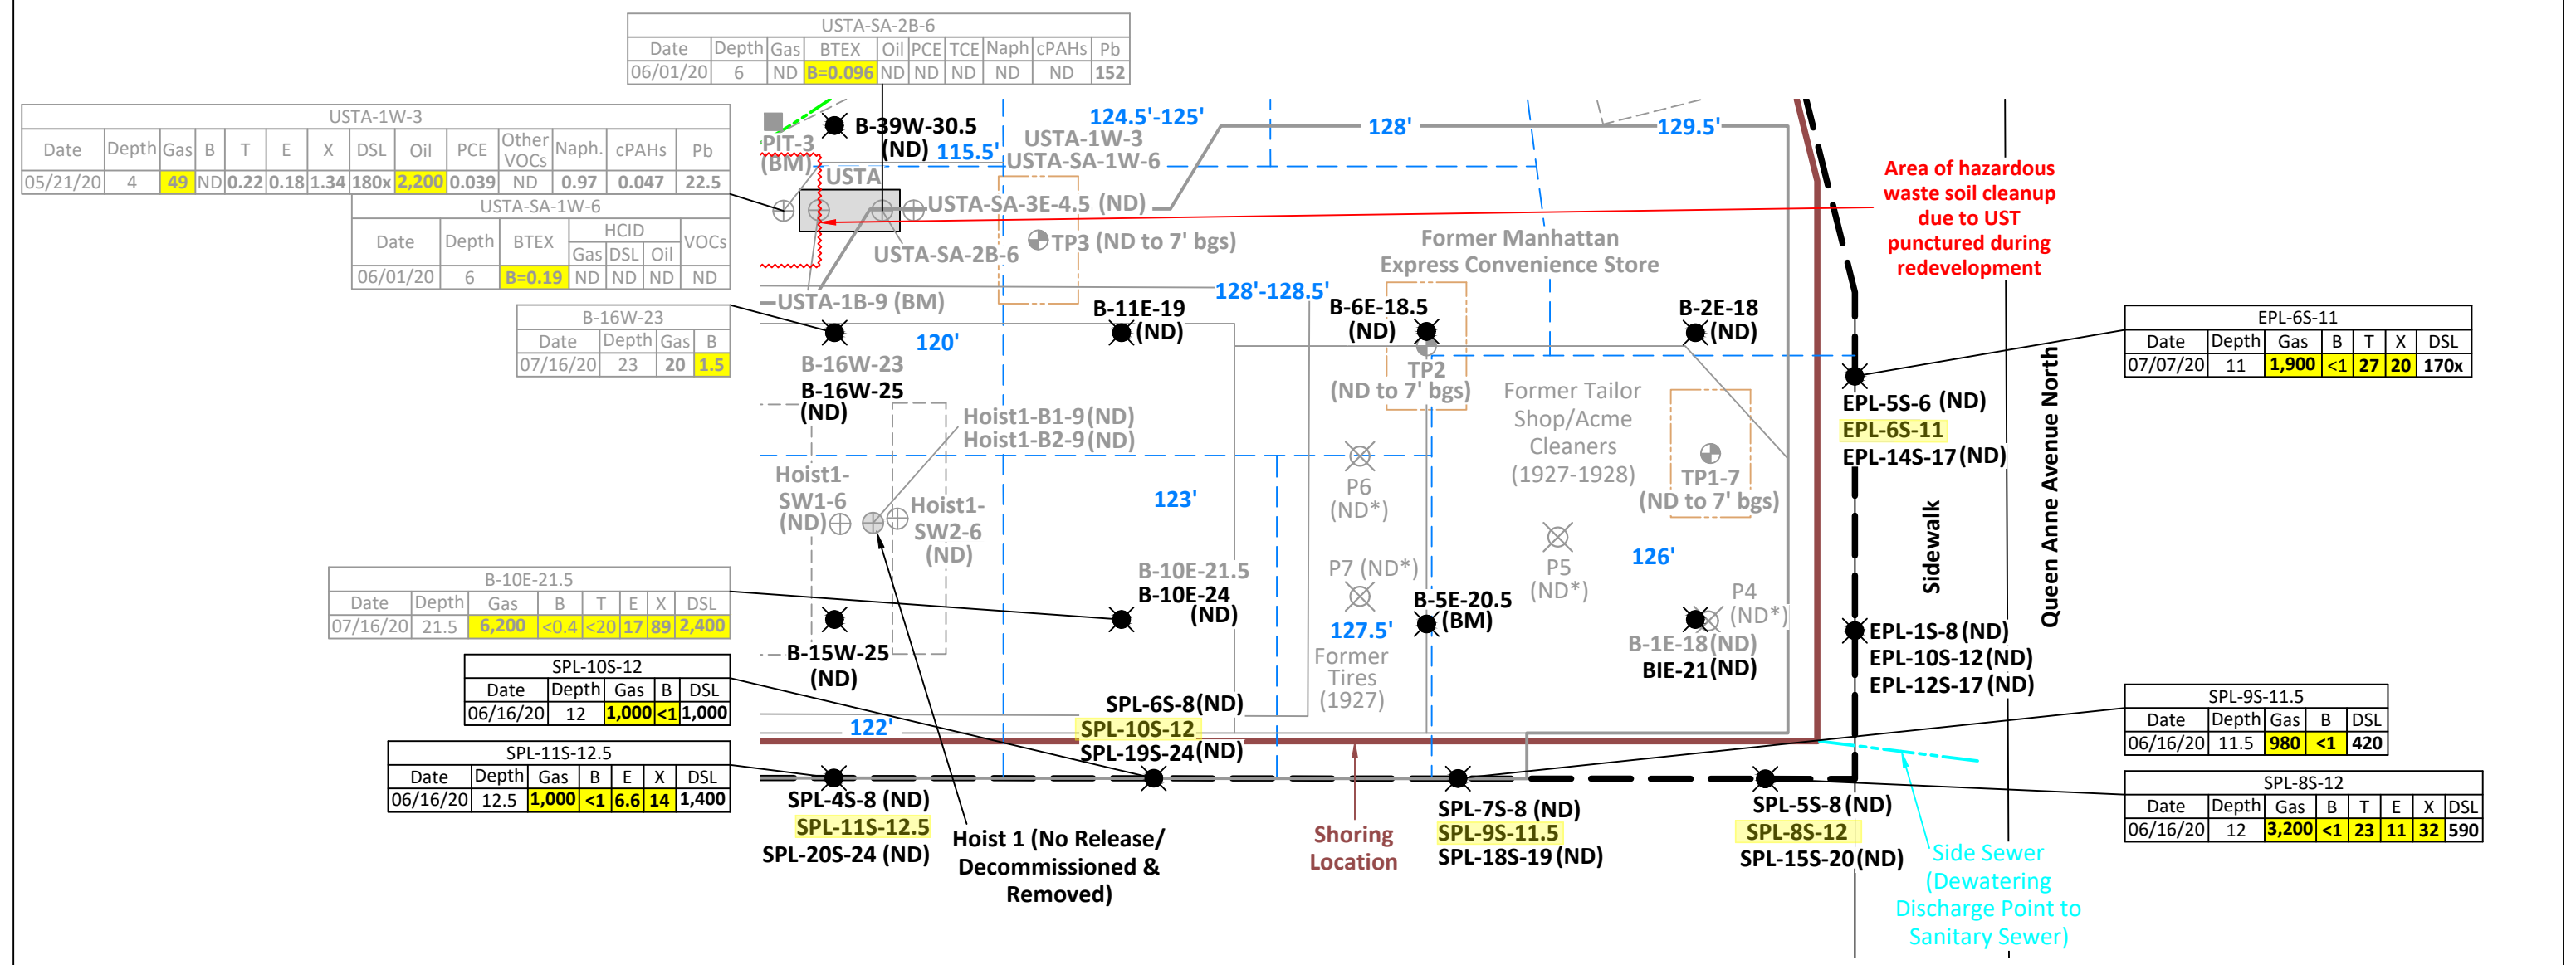 USTA-SA-2B-6
Date Depth Gas BTEX Oil PCE TCE Naph cPAHs Pb
06/01/20 6 ND B=0.096 ND ND ND ND ND 152
USTA-1W-3
Date Depth Gas B T E X DSL Oil PCE Other VOCs Naph. cPAHs Pb
05/21/20 4 49 ND 0.22 0.18 1.34 180x 2,200 0.039 ND 0.97 0.047 22.5
USTA-SA-1W-6
Date Depth BTEX HCID VOCs
Gas DSL Oil
06/01/20 6 B=0.19 ND ND ND ND
B-16W-23
Date Depth Gas B
07/16/20 23 20 1.5
B-10E-21.5
Date Depth Gas B T E X DSL
07/16/20 21.5 6,200 <0.4 <20 17 89 2,400
SPL-10S-12
Date Depth Gas B DSL
06/16/20 12 1,000 <1 1,000
SPL-11S-12.5
Date Depth Gas B E X DSL
06/16/20 12.5 1,000 <1 6.6 14 1,400
PIT-3
(BM)
B-39W-30.5
(ND)
115.5'
124.5'-125'
USTA-1W-3
USTA-SA-1W-6
128'
129.5'
USTA
USTA-SA-3E-4.5 (ND)
TP3 (ND to 7' bgs)
USTA-SA-2B-6
USTA-1B-9 (BM)
Former Manhattan
Express Convenience Store
128'-128.5'
B-11E-19
(ND)
B-6E-18.5
(ND)
B-2E-18
(ND)
120'
B-16W-23
B-16W-25
(ND)
TP2
(ND to 7' bgs)
Former Tailor
Shop/Acme
Cleaners
(1927-1928)
Hoist1-B1-9(ND)
Hoist1-B2-9(ND)
Hoist1-
SW1-6
(ND)
Hoist1-
SW2-6
(ND)
123'
P6
(ND*)
TP1-7
(ND to 7' bgs)
P5
(ND*)
126'
B-10E-21.5
B-10E-24
(ND)
P7 (ND*)
127.5'
Former
Tires
(1927)
B-5E-20.5
(BM)
P4
(ND*)
B-1E-18(ND)
BIE-21(ND)
B-15W-25
(ND)
122'
SPL-6S-8(ND)
SPL-10S-12
SPL-19S-24(ND)
SPL-4S-8 (ND)
SPL-11S-12.5
SPL-20S-24 (ND)
Hoist 1 (No Release/
Decommissioned &
Removed)
Shoring
Location
SPL-7S-8 (ND)
SPL-9S-11.5
SPL-18S-19(ND)
SPL-5S-8 (ND)
SPL-8S-12
SPL-15S-20(ND)
Side Sewer
(Dewatering
Discharge Point to
Sanitary Sewer)
Area of hazardous
waste soil cleanup
due to UST
punctured during
redevelopment
EPL-5S-6 (ND)
EPL-6S-11
EPL-14S-17(ND)
Sidewalk
Queen Anne Avenue North
EPL-1S-8(ND)
EPL-10S-12(ND)
EPL-12S-17(ND)
EPL-6S-11
Date Depth Gas B T X DSL
07/07/20 11 1,900 <1 27 20 170x
SPL-9S-11.5
Date Depth Gas B DSL
06/16/20 11.5 980 <1 420
SPL-8S-12
Date Depth Gas B T E X DSL
06/16/20 12 3,200 <1 23 11 32 590